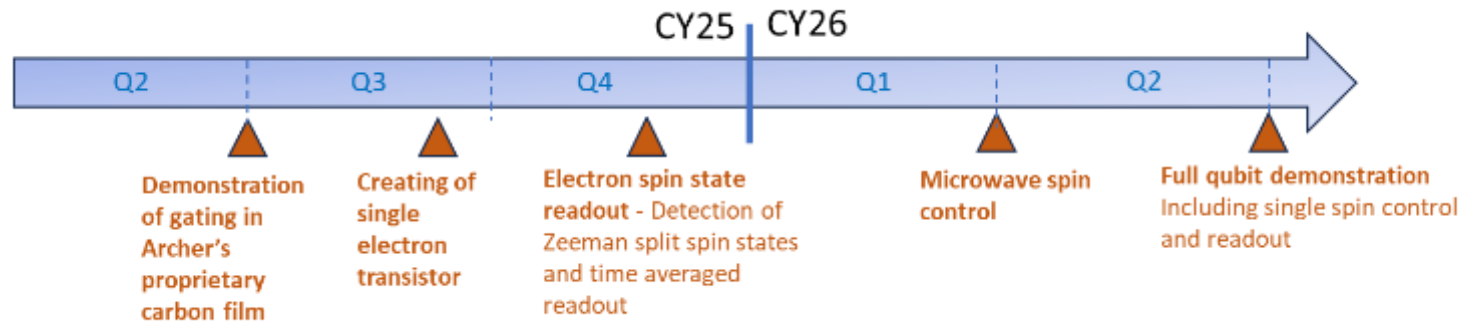 CY25 CY26
Q2 Q3 Q4 Q1 Q2
Demonstration
of gating in
Archer's
proprietary
carbon film
Creating of
single
electron
transistor
Electron spin state
readout - Detection of
Zeeman split spin states
and time averaged
readout
Microwave spin
control
Full qubit demonstration
Including single spin control
and readout